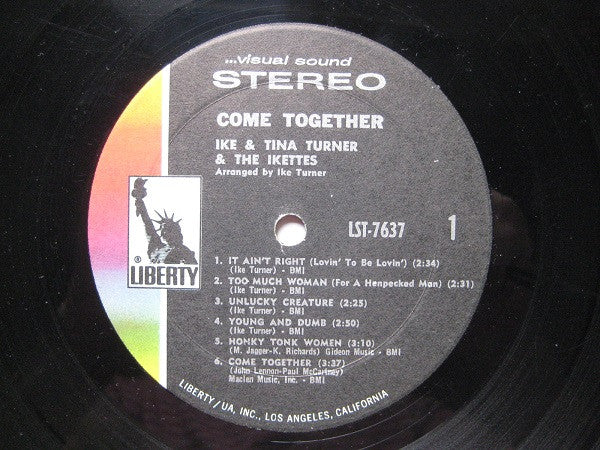 ...visual sound
STEREO
COME TOGETHER
IKE & TINA TURNER
& THE IKETTES
Arranged by Ike Turner
LST-7637
1
® LIBERTY
1. IT AIN'T RIGHT (Lovin' To Be Lovin') (2:34)
(Ike Turner) - BMI
2. TOO MUCH WOMAN (For A Henpecked Man) (2:31)
(Ike Turner) - BMI
3. UNLUCKY CREATURE (2:25)
(Ike Turner) - BMI
4. YOUNG AND DUMB (2:50)
(Ike Turner) - BMI
5. HONKY TONK WOMEN (3:10)
(M. Jagger-K. Richards) Gideon Music - BMI
6. COME TOGETHER (3:37)
(John Lennon-Paul McCartney)
Maclen Music, Inc. - BMI
LIBERTY/UA, INC., LOS ANGELES, CALIFORNIA